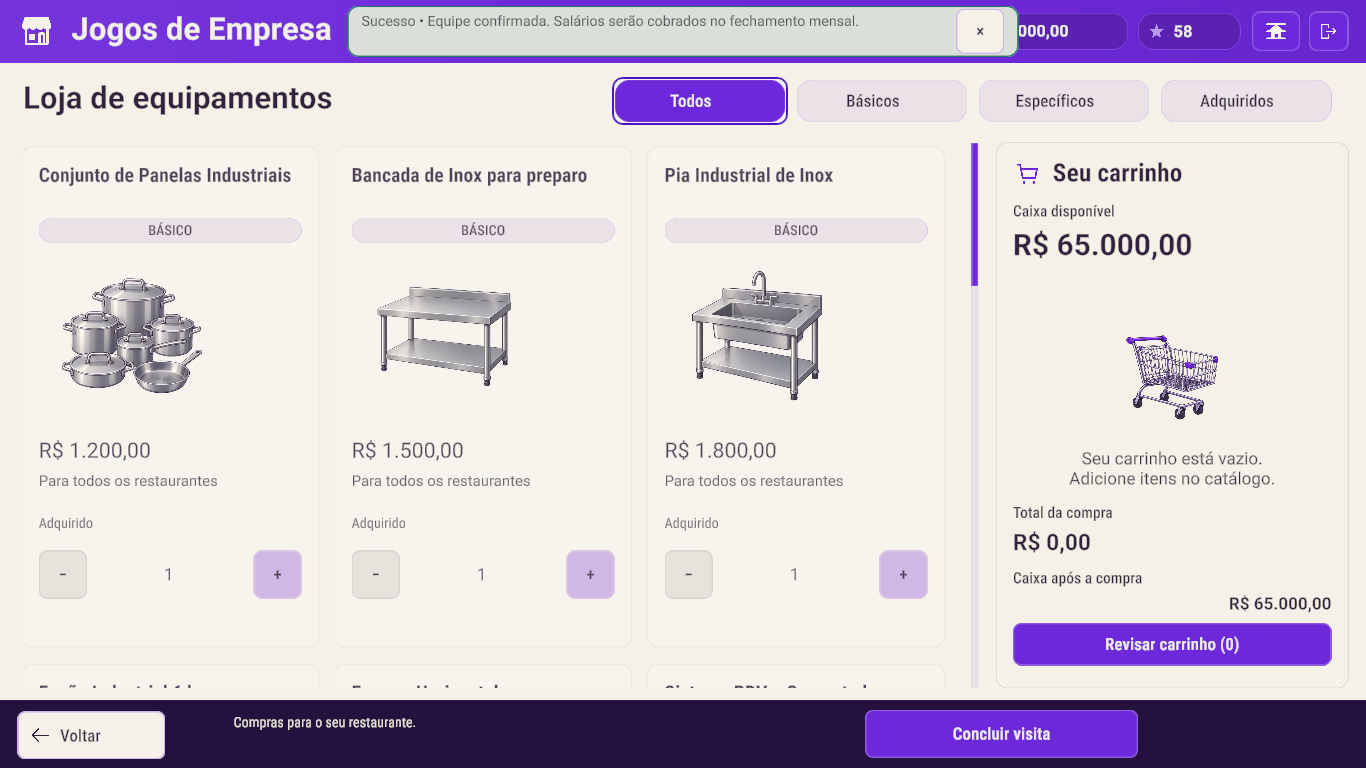 Jogos de Empresa
Sucesso • Equipe confirmada. Salários serão cobrados no fechamento mensal.
×
000,00
58
Loja de equipamentos
Todos
Básicos
Específicos
Adquiridos
Conjunto de Panelas Industriais
BÁSICO
R$ 1.200,00
Para todos os restaurantes
Adquirido
- 1 +
Bancada de Inox para preparo
BÁSICO
R$ 1.500,00
Para todos os restaurantes
Adquirido
- 1 +
Pia Industrial de Inox
BÁSICO
R$ 1.800,00
Para todos os restaurantes
Adquirido
- 1 +
Seu carrinho
Caixa disponível
R$ 65.000,00
Seu carrinho está vazio.
Adicione itens no catálogo.
Total da compra
R$ 0,00
Caixa após a compra
R$ 65.000,00
Revisar carrinho (0)
Voltar
Compras para o seu restaurante.
Concluir visita